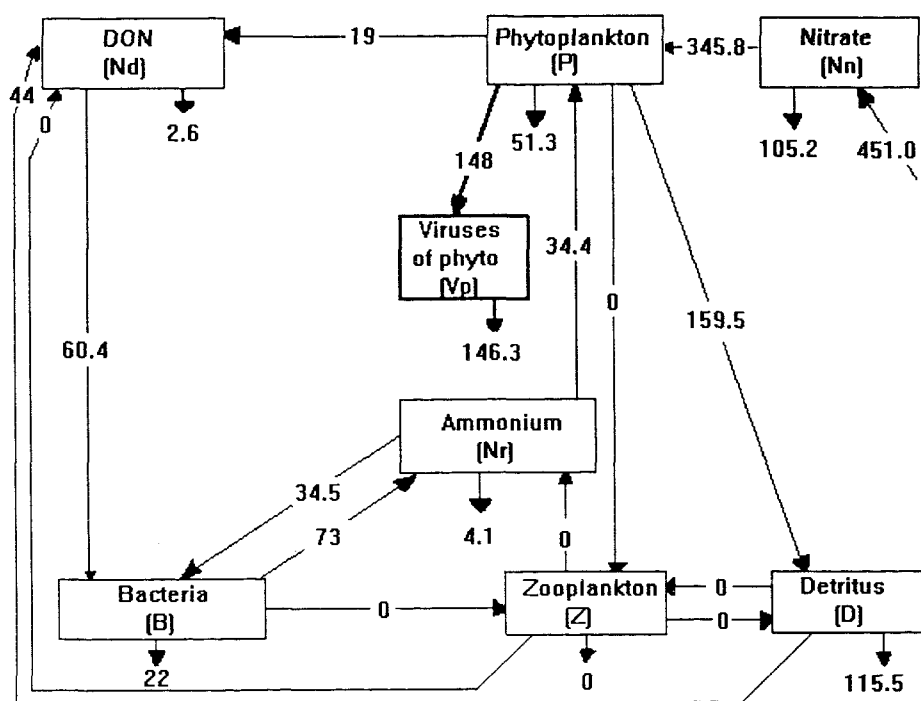 DON
(Nd)
19
Phytoplankton
(P)
345.8
Nitrate
(Nn)
44
0
2.6
148
51.3
105.2
451.0
Viruses
of phyto
(Vp)
34.4
0
159.5
60.4
146.3
Ammonium
(Nr)
34.5
73
4.1
0
Bacteria
(B)
0
Zooplankton
(Z)
0
0
Detritus
(D)
22
0
115.5